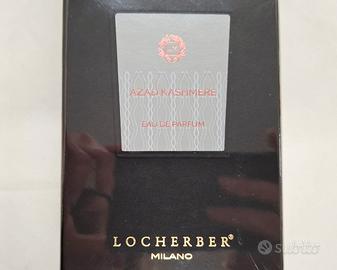 AZAD KASHMERE
EAU DE PARFUM
LOCHERBER®
MILANO
subito